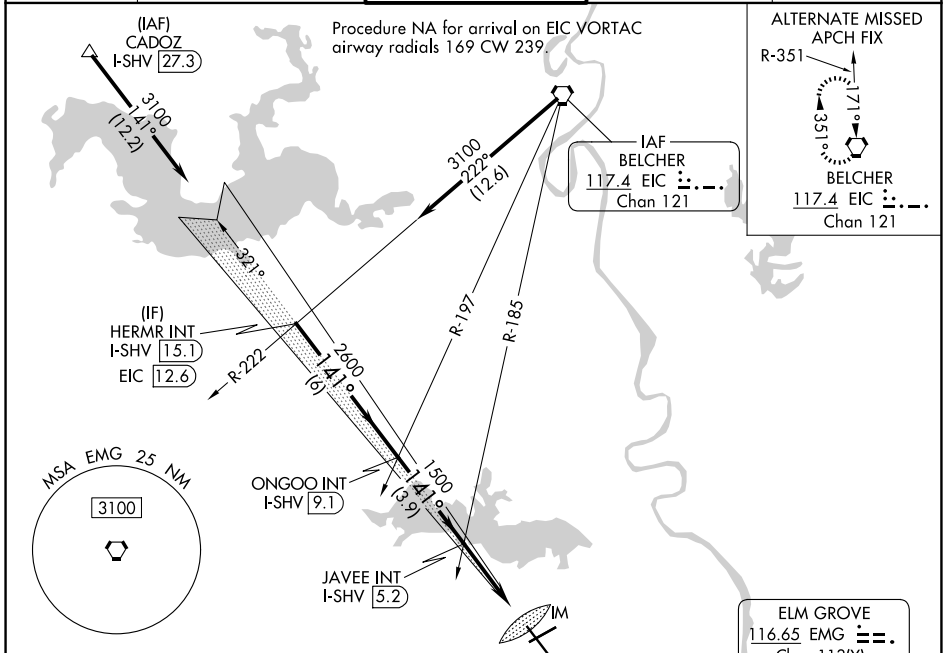 (IAF)
CADOZ
I-SHV 27.3
3100
141°
(12.2)
Procedure NA for arrival on EIC VORTAC
airway radials 169 CW 239.
3100
222°
(12.6)
IAF
BELCHER
117.4 EIC
Chan 121
ALTERNATE MISSED
APCH FIX
R-351
171°
351°
BELCHER
117.4 EIC
Chan 121
321°
(IF)
HERMR INT
I-SHV 15.1
EIC 12.6
R-222
R-197
R-185
2600
141°
(6)
1500
141°
(3.9)
ONGOO INT
I-SHV 9.1
JAVEE INT
I-SHV 5.2
MSA EMG 25 NM
3100
IM
ELM GROVE
116.65 EMG